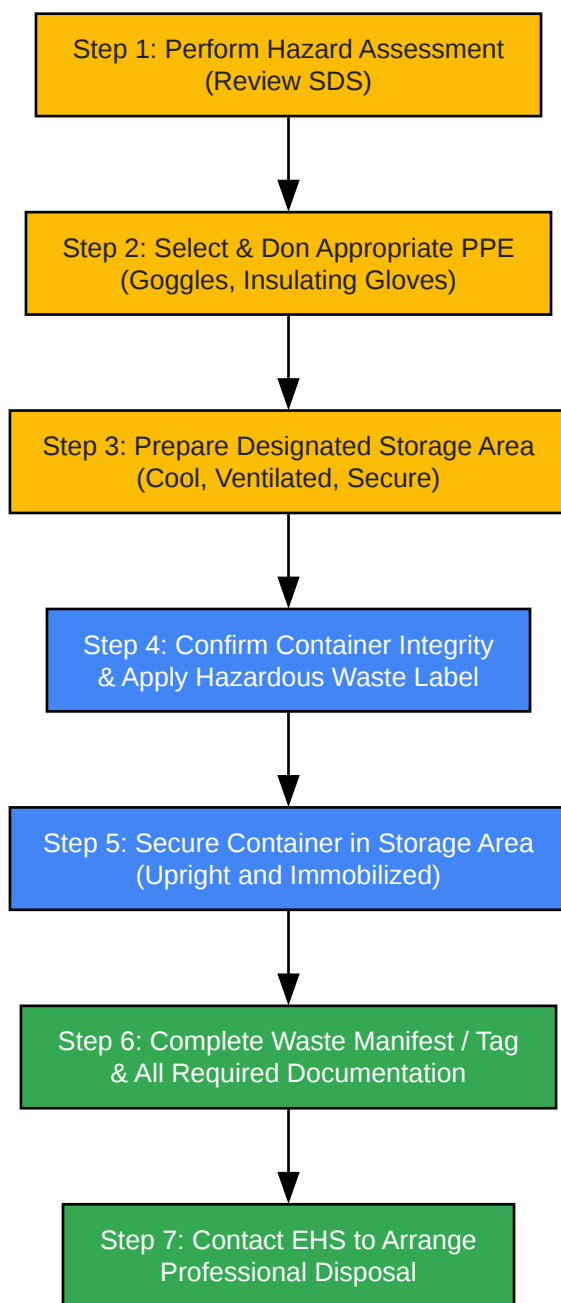 Step 1: Perform Hazard Assessment
(Review SDS)
Step 2: Select & Don Appropriate PPE
(Goggles, Insulating Gloves)
Step 3: Prepare Designated Storage Area
(Cool, Ventilated, Secure)
Step 4: Confirm Container Integrity
& Apply Hazardous Waste Label
Step 5: Secure Container in Storage Area
(Upright and Immobilized)
Step 6: Complete Waste Manifest / Tag
& All Required Documentation
Step 7: Contact EHS to Arrange
Professional Disposal